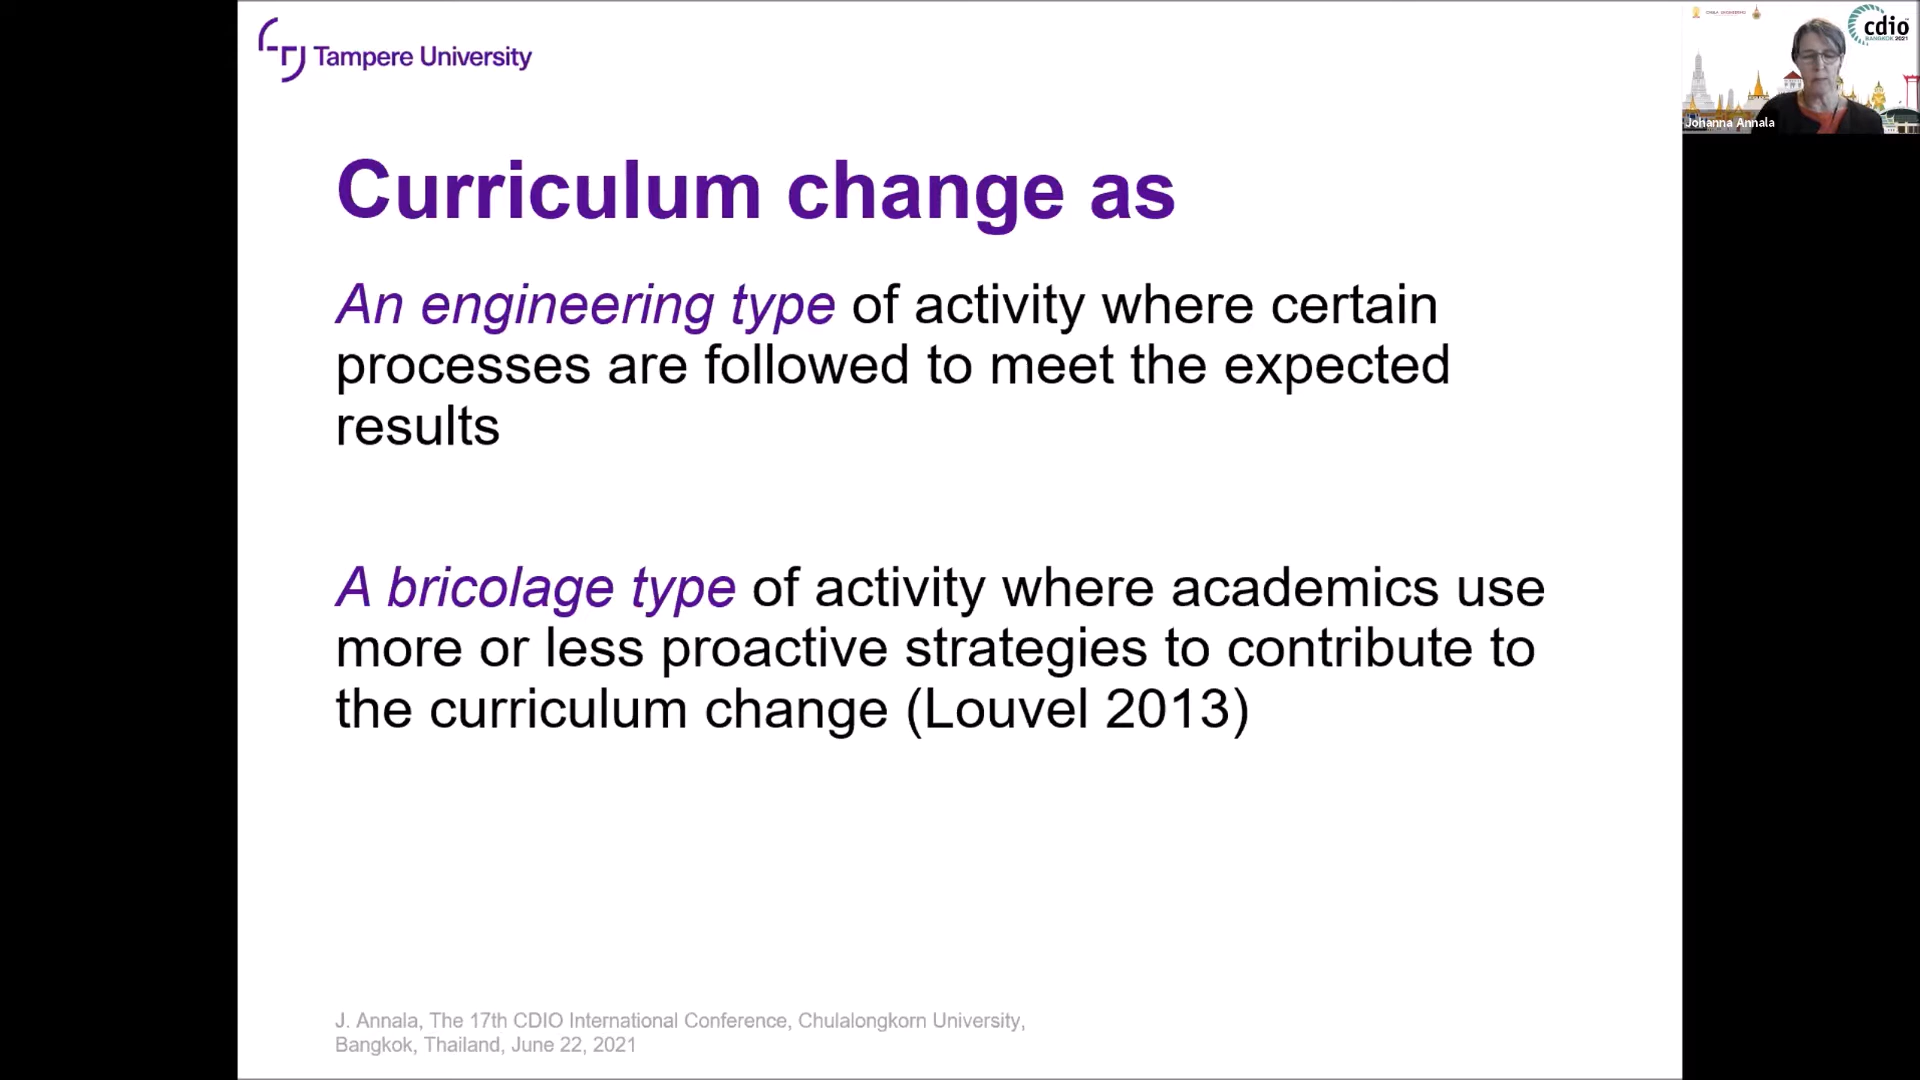 Tampere University
cdio
BANGKOK 2021
Johanna Annala
Curriculum change as
An engineering type of activity where certain
processes are followed to meet the expected
results
A bricolage type of activity where academics use
more or less proactive strategies to contribute to
the curriculum change (Louvel 2013)
J. Annala, The 17th CDIO International Conference, Chulalongkorn University,
Bangkok, Thailand, June 22, 2021